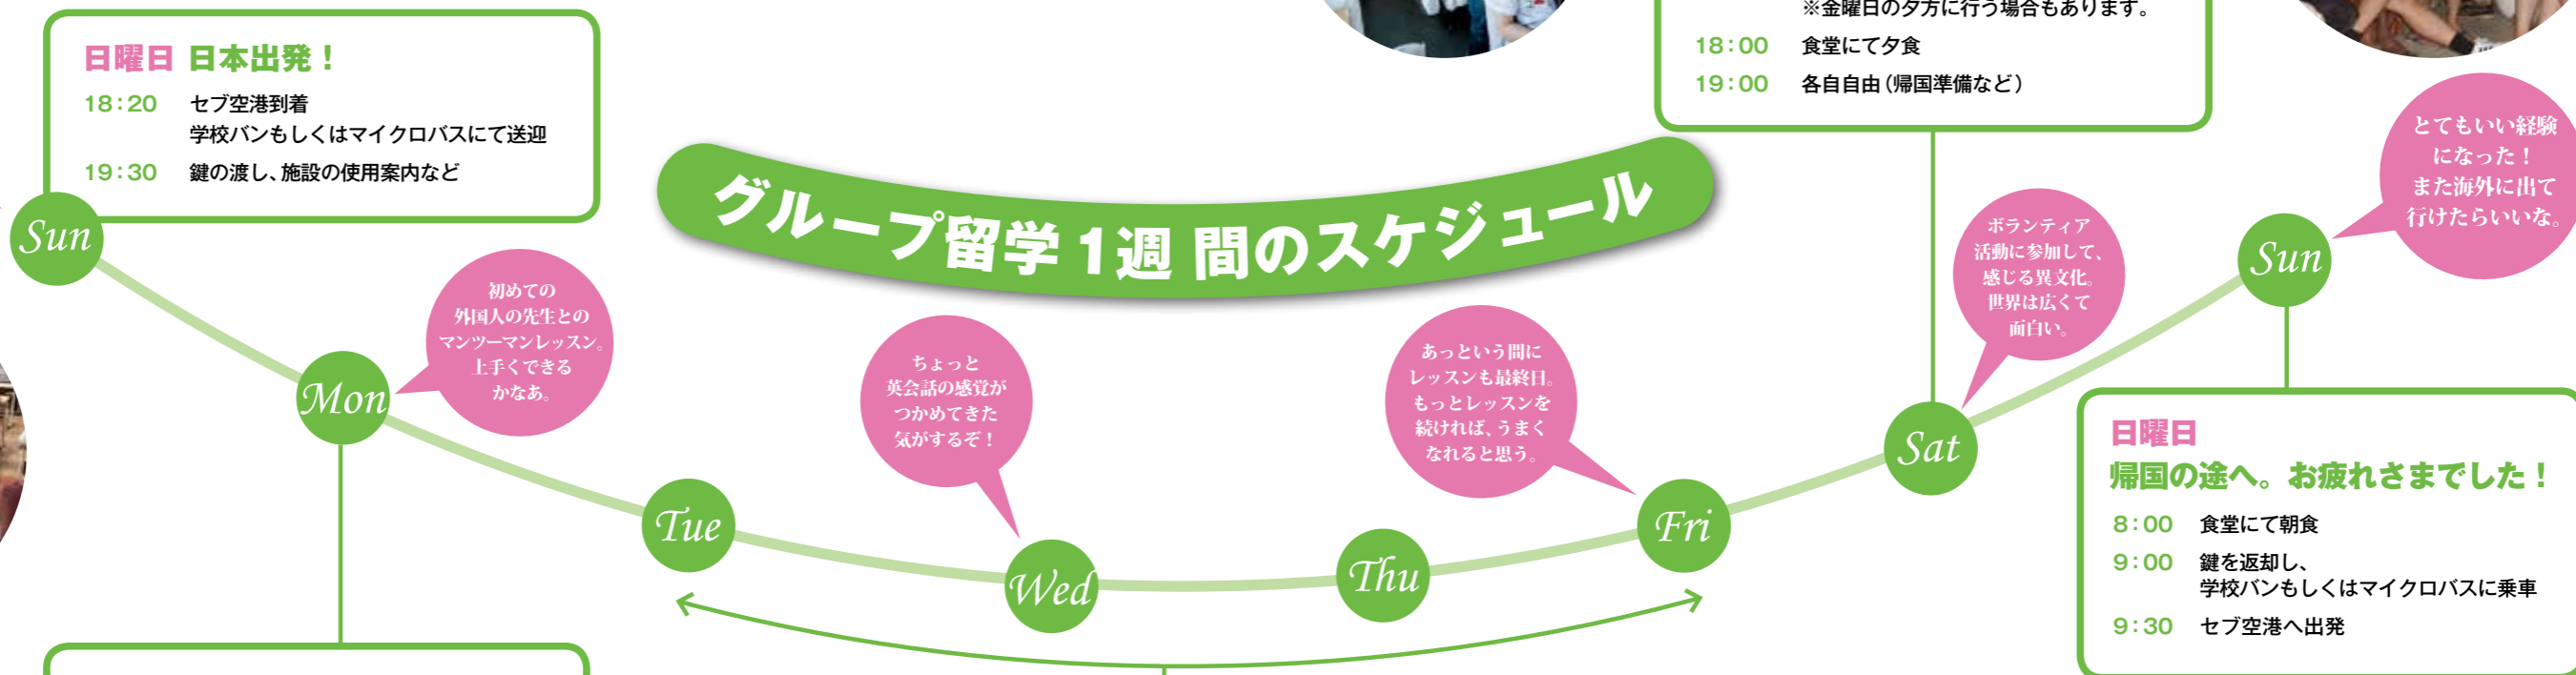 日曜日 日本出発！
18：20 セブ空港到着
学校バンもしくはマイクロバスにて送迎
19：30 鍵の渡し、施設の使用案内など
※金曜日の夕方に行う場合もあります。
18：00 食堂にて夕食
19：00 各自自由（帰国準備など）
グループ留学1週間のスケジュール
Sun
初めての
外国人の先生との
マンツーマンレッスン。
上手くできる
かなあ。
Mon
Tue
ちょっと
英会話の感覚が
つかめてきた
気がするぞ！
Wed
Thu
あっという間に
レッスンも最終日。
もっとレッスンを
続ければ、うまく
なれると思う。
Fri
ボランティア
活動に参加して、
感じる異文化。
世界は広くて
面白い。
Sat
とてもいい経験
になった！
また海外に出て
行けたらいいな。
Sun
日曜日
帰国の途へ。お疲れさまでした！
8：00 食堂にて朝食
9：00 鍵を返却し、
学校バンもしくはマイクロバスに乗車
9：30 セブ空港へ出発